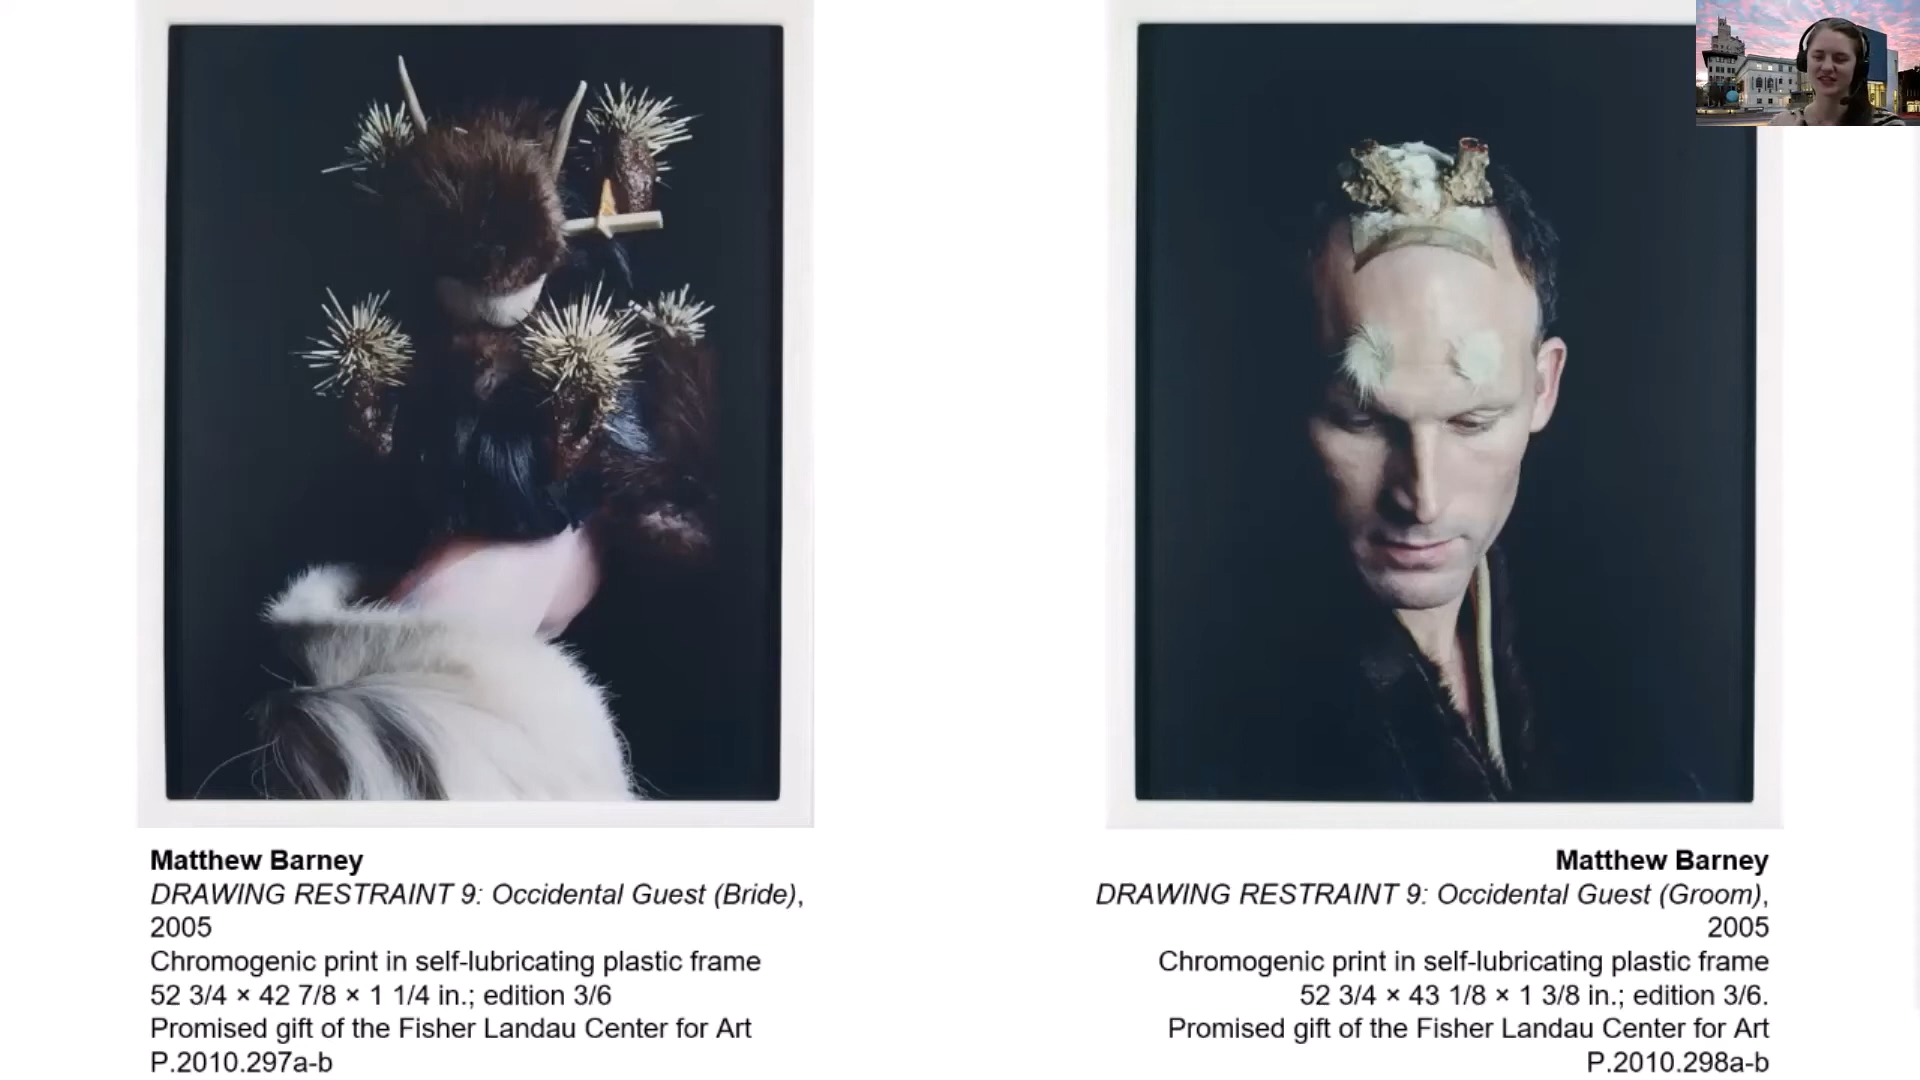 Matthew Barney
DRAWING RESTRAINT 9: Occidental Guest (Bride),
2005
Chromogenic print in self-lubricating plastic frame
52 3/4 × 42 7/8 × 1 1/4 in.; edition 3/6
Promised gift of the Fisher Landau Center for Art
P.2010.297a-b
Matthew Barney
DRAWING RESTRAINT 9: Occidental Guest (Groom),
2005
Chromogenic print in self-lubricating plastic frame
52 3/4 × 43 1/8 × 1 3/8 in.; edition 3/6.
Promised gift of the Fisher Landau Center for Art
P.2010.298a-b